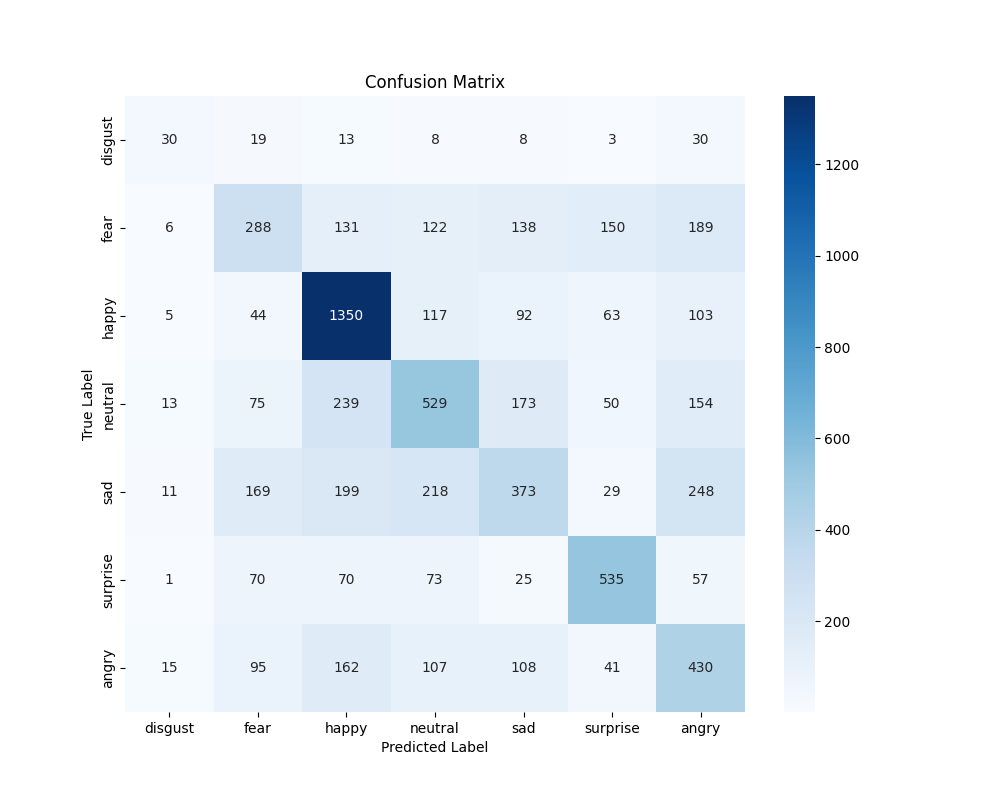 Confusion Matrix
disgust 30 19 13 8 8 3 30
fear 6 288 131 122 138 150 189
happy 5 44 1350 117 92 63 103
neutral 13 75 239 529 173 50 154
sad 11 169 199 218 373 29 248
surprise 1 70 70 73 25 535 57
angry 15 95 162 107 108 41 430
True Label
disgust fear happy neutral sad surprise angry
Predicted Label
1200
1000
800
600
400
200